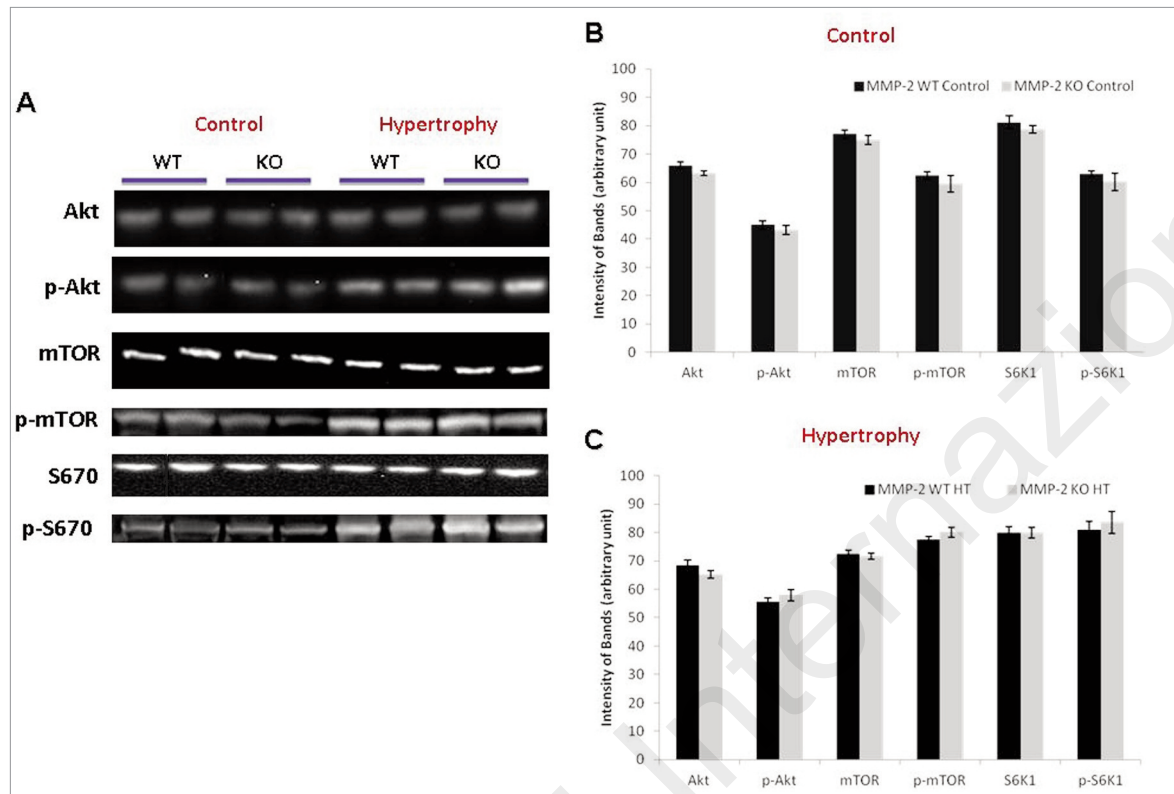 A
Control Hypertrophy
WT KO WT KO
Akt
p-Akt
mTOR
p-mTOR
S670
p-S670
B
Control
MMP-2 WT Control MMP-2 KO Control
Intensity of Bands (arbitrary unit)
100
90
80
70
60
50
40
30
20
10
0
Akt p-Akt mTOR p-mTOR S6K1 p-S6K1
C
Hypertrophy
MMP-2 WT HT MMP-2 KO HT
Intensity of Bands (arbitrary unit)
100
90
80
70
60
50
40
30
20
10
0
Akt p-Akt mTOR p-mTOR S6K1 p-S6K1